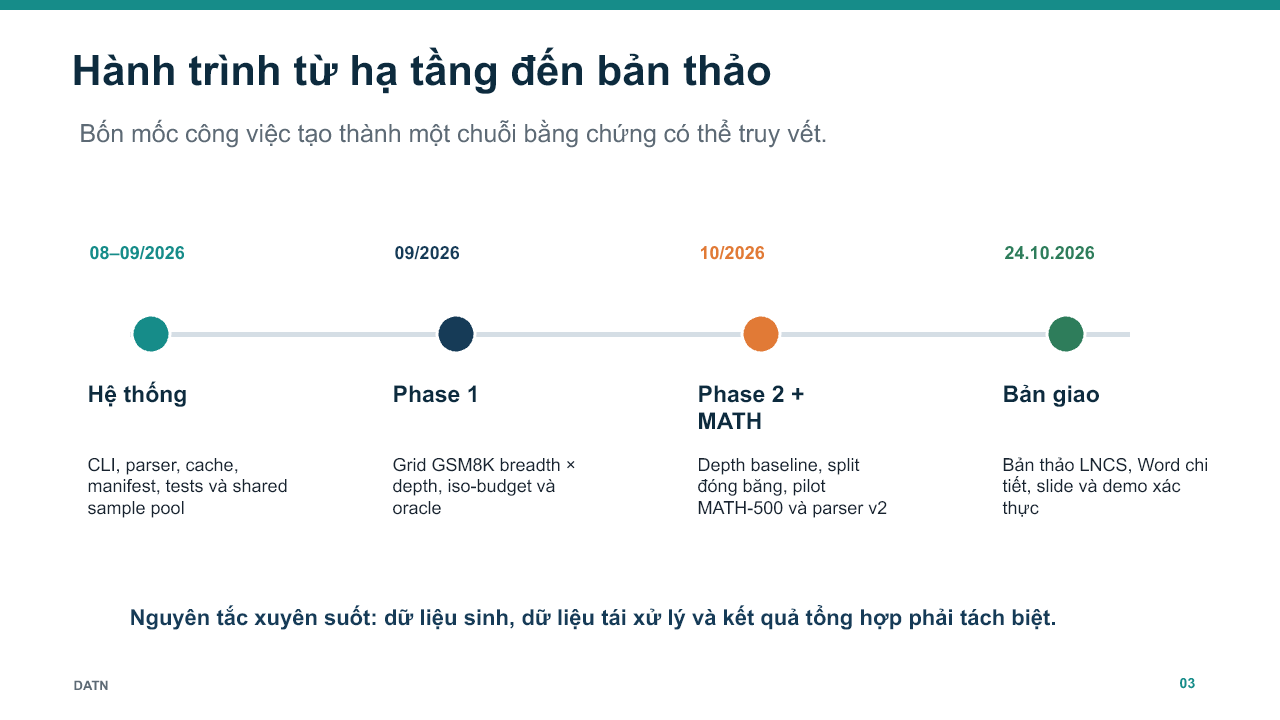 Hành trình từ hạ tầng đến bản thảo
Bốn mốc công việc tạo thành một chuỗi bằng chứng có thể truy vết.
08–09/2026
09/2026
10/2026
24.10.2026
Hệ thống
Phase 1
Phase 2 +
MATH
Bản giao
CLI, parser, cache,
manifest, tests và shared
sample pool
Grid GSM8K breadth ×
depth, iso-budget và
oracle
Depth baseline, split
đóng băng, pilot
MATH-500 và parser v2
Bản thảo LNCS, Word chi
tiết, slide và demo xác
thực
Nguyên tắc xuyên suốt: dữ liệu sinh, dữ liệu tái xử lý và kết quả tổng hợp phải tách biệt.
DATN
03